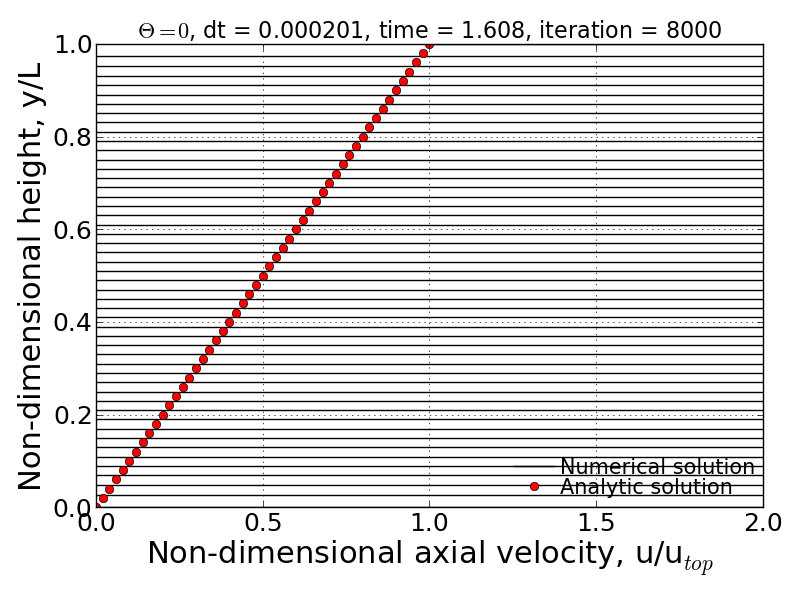 Θ=0, dt = 0.000201, time = 1.608, iteration = 8000
Non-dimensional height, y/L
1.0
0.8
0.6
0.4
0.2
0.0
Numerical solution
Analytic solution
0.0 0.5 1.0 1.5 2.0
Non-dimensional axial velocity, u/u_top